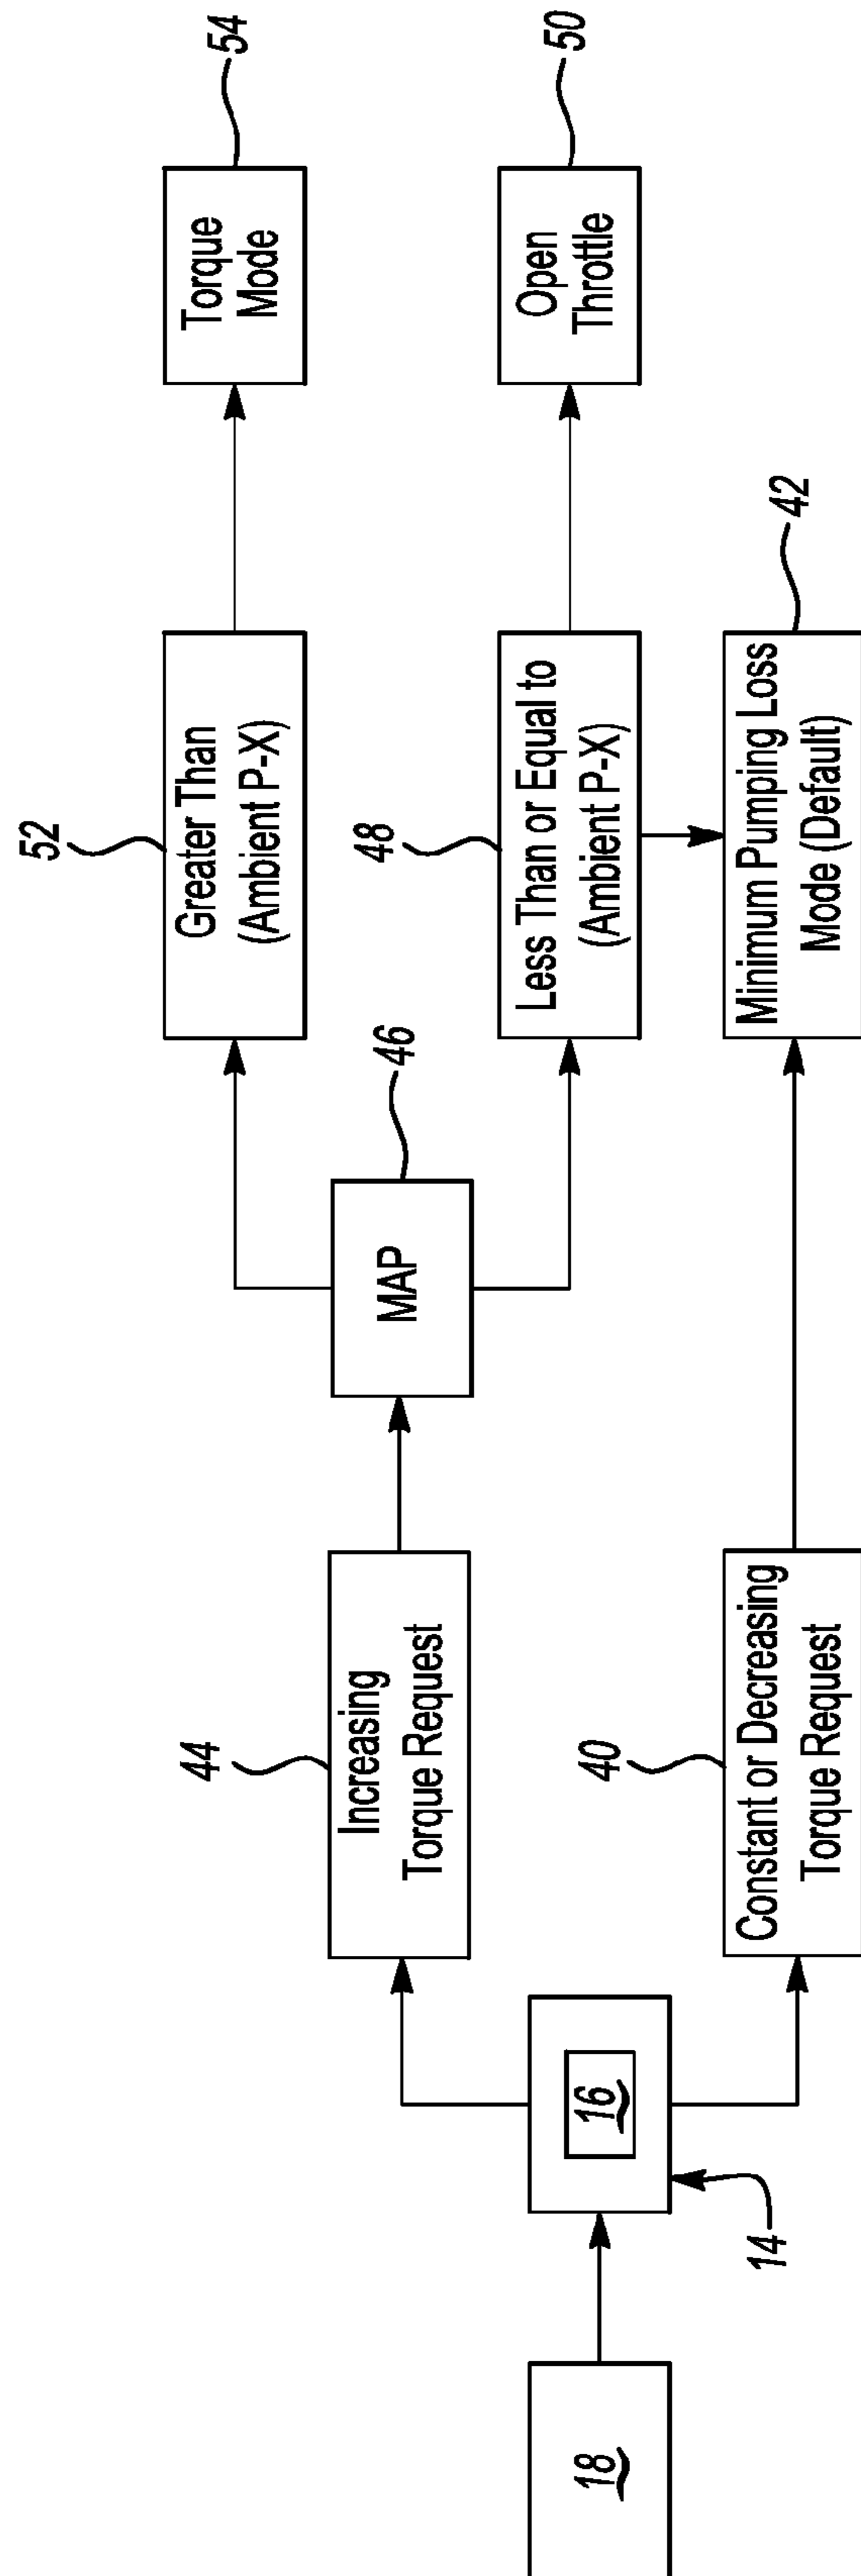 18
16
14
44
Increasing
Torque Request
40
Constant or Decreasing
Torque Request
46
MAP
52
Greater Than
(Ambient P-X)
48
Less Than or Equal to
(Ambient P-X)
42
Minimum Pumping Loss
Mode (Default)
54
Torque
Mode
50
Open
Throttle